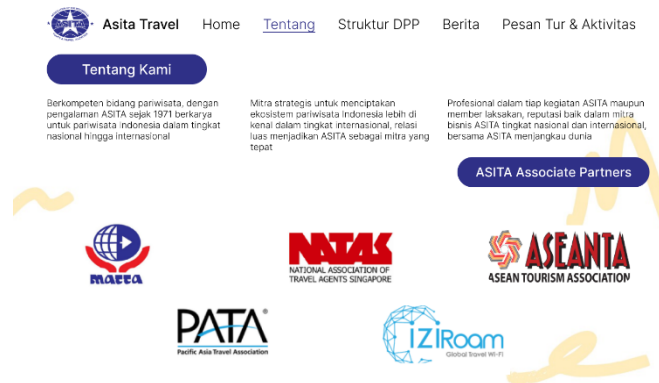 ASITA
Asita Travel
Home
Tentang
Struktur DPP
Berita
Pesan Tur & Aktivitas
Tentang Kami
Berkompeten bidang pariwisata, dengan
pengalaman ASITA sejak 1971 berkarya
untuk pariwisata Indonesia dalam tingkat
nasional hingga internasional
Mitra strategis untuk menciptakan
ekosistem pariwisata Indonesia lebih di
kenal dalam tingkat internasional, relasi
luas menjadikan ASITA sebagai mitra yang
tepat
Profesional dalam tiap kegiatan ASITA maupun
member laksakan, reputasi baik dalam mitra
bisnis ASITA tingkat nasional dan internasional,
bersama ASITA menjangkau dunia
ASITA Associate Partners
matta
NATAS
NATIONAL ASSOCIATION OF
TRAVEL AGENTS SINGAPORE
ASEANTA
ASEAN TOURISM ASSOCIATION
PATA
Pacific Asia Travel Association
iZiRoam
Global Travel Wi-Fi